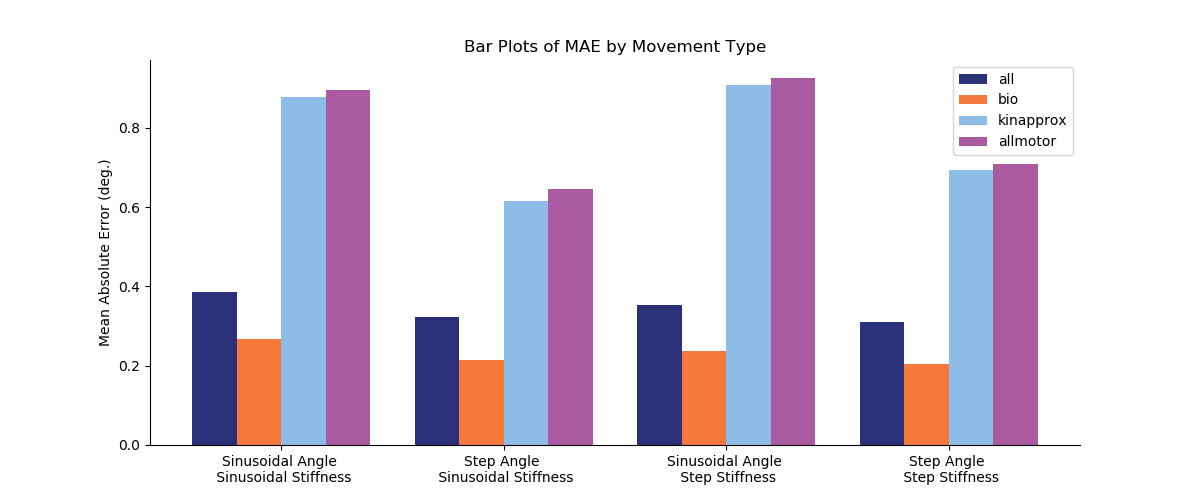 Bar Plots of MAE by Movement Type
all
bio
kinapprox
allmotor
Mean Absolute Error (deg.)
0.8
0.6
0.4
0.2
0.0
Sinusoidal Angle
Sinusoidal Stiffness
Step Angle
Sinusoidal Stiffness
Sinusoidal Angle
Step Stiffness
Step Angle
Step Stiffness